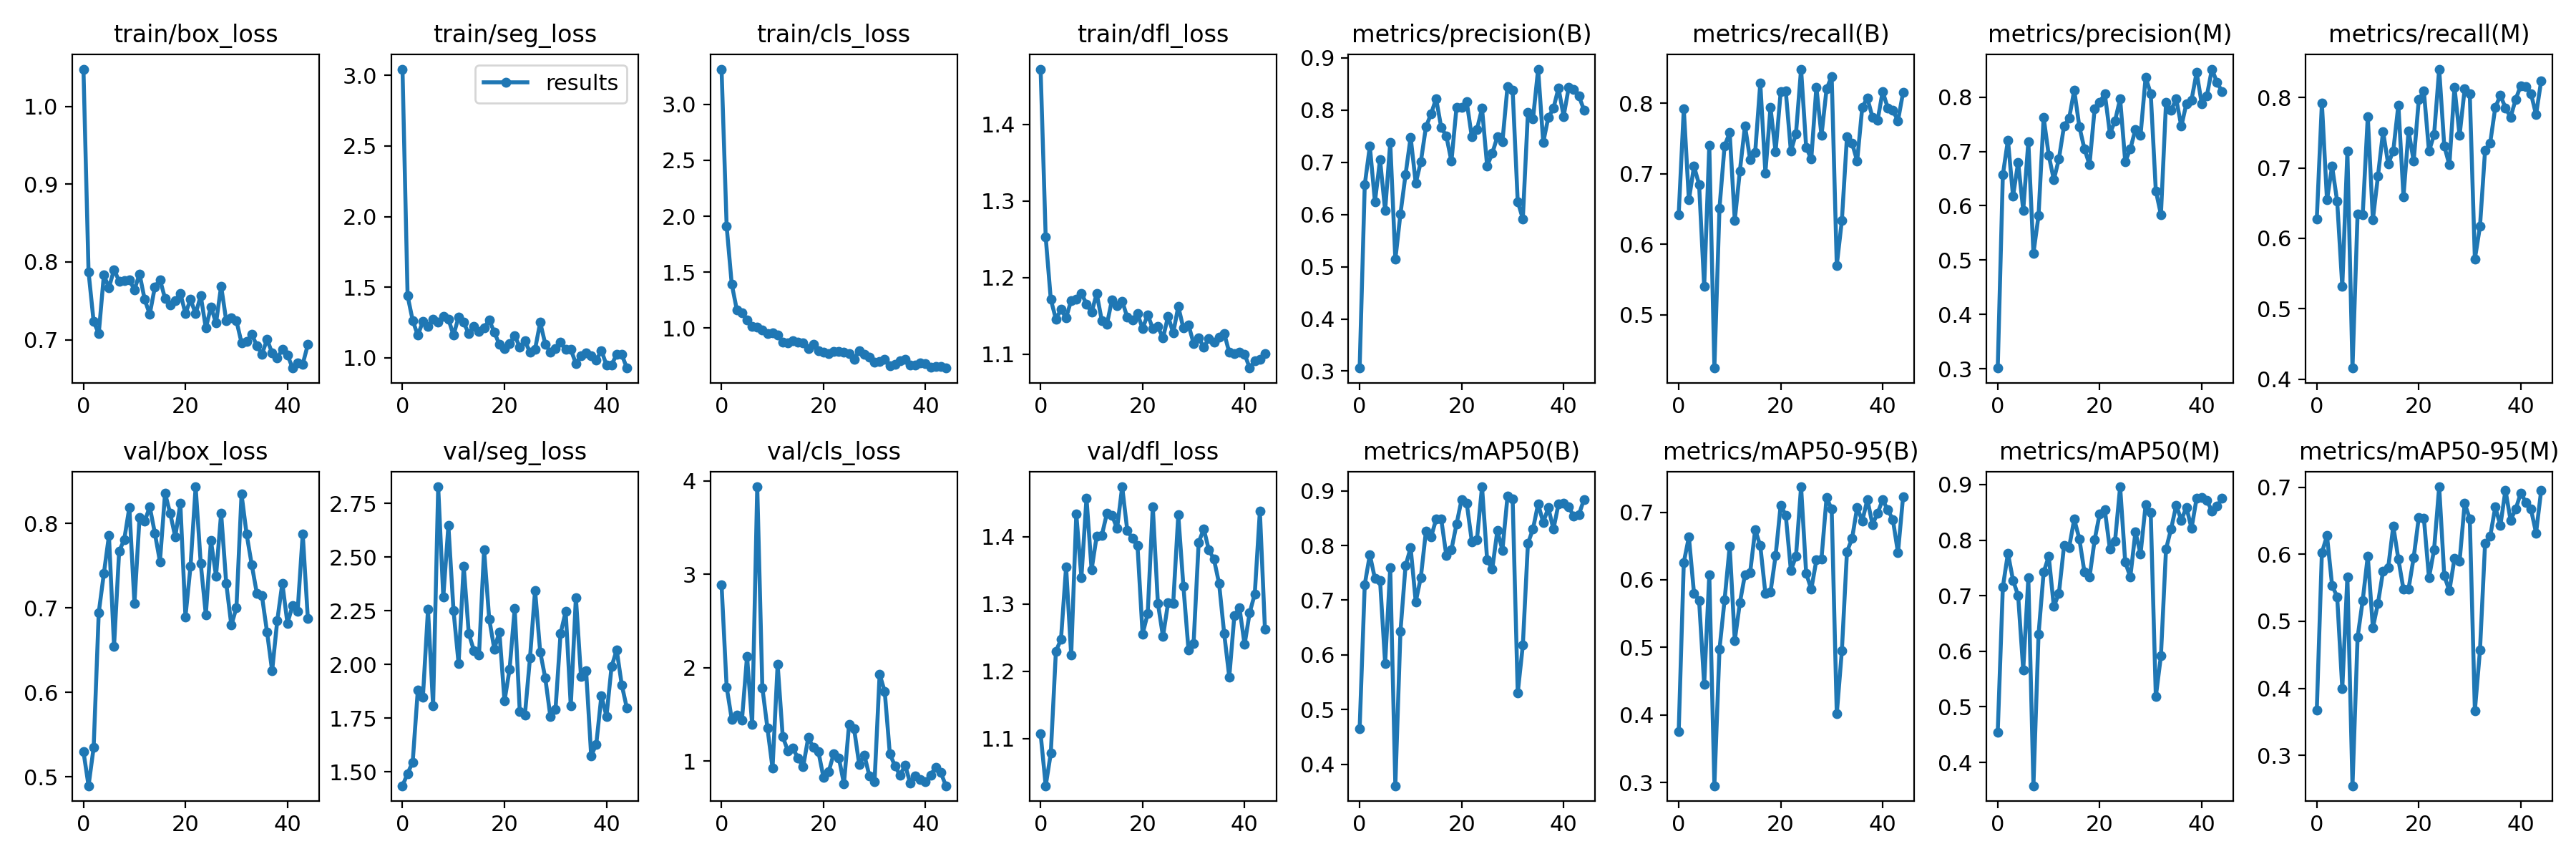 train/box_loss
1.0
0.9
0.8
0.7
0 20 40
train/seg_loss
results
3.0
2.5
2.0
1.5
1.0
0 20 40
train/cls_loss
3.0
2.5
2.0
1.5
1.0
0 20 40
train/dfl_loss
1.4
1.3
1.2
1.1
0 20 40
metrics/precision(B)
0.9
0.8
0.7
0.6
0.5
0.4
0.3
0 20 40
metrics/recall(B)
0.8
0.7
0.6
0.5
0 20 40
metrics/precision(M)
0.8
0.7
0.6
0.5
0.4
0.3
0 20 40
metrics/recall(M)
0.8
0.7
0.6
0.5
0.4
0 20 40
val/box_loss
0.8
0.7
0.6
0.5
0 20 40
val/seg_loss
2.75
2.50
2.25
2.00
1.75
1.50
0 20 40
val/cls_loss
4
3
2
1
0 20 40
val/dfl_loss
1.4
1.3
1.2
1.1
0 20 40
metrics/mAP50(B)
0.9
0.8
0.7
0.6
0.5
0.4
0 20 40
metrics/mAP50-95(B)
0.7
0.6
0.5
0.4
0.3
0 20 40
metrics/mAP50(M)
0.9
0.8
0.7
0.6
0.5
0.4
0 20 40
metrics/mAP50-95(M)
0.7
0.6
0.5
0.4
0.3
0 20 40